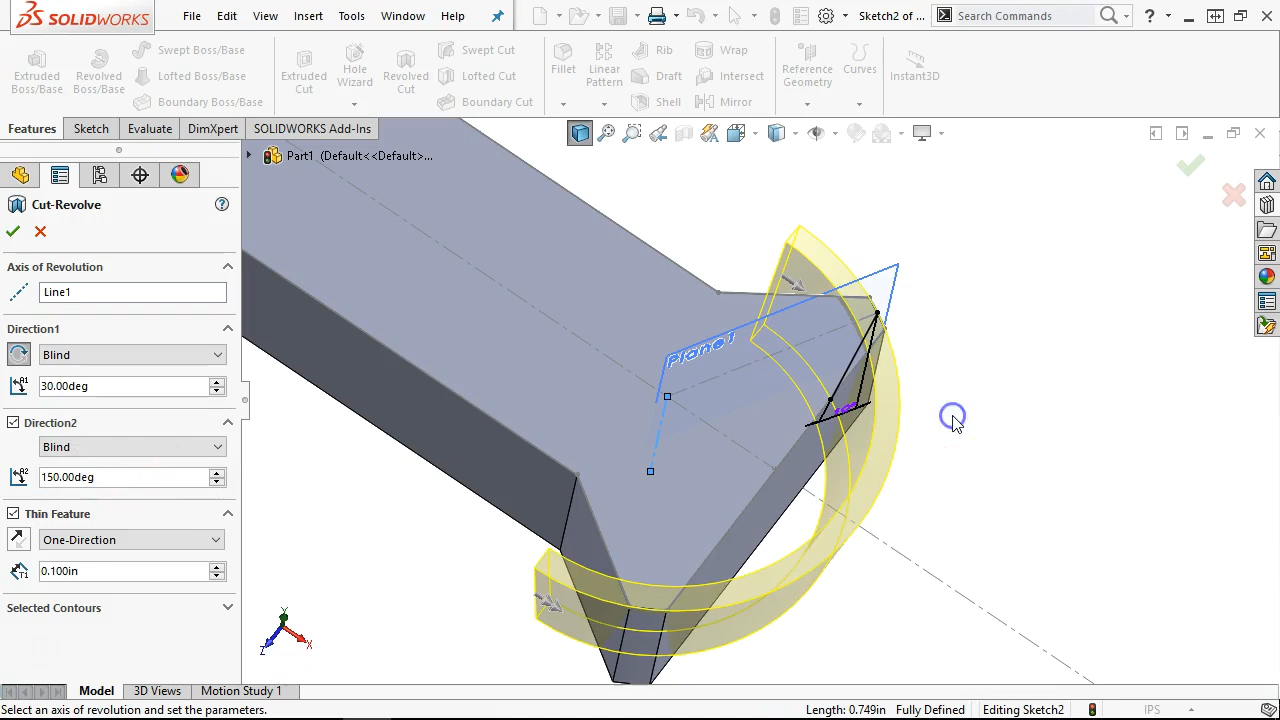 SOLIDWORKS
File Edit View Insert Tools Window Help
Sketch2 of ...
Search Commands
Extruded Boss/Base
Revolved Boss/Base
Swept Boss/Base
Lofted Boss/Base
Boundary Boss/Base
Extruded Cut
Hole Wizard
Revolved Cut
Swept Cut
Lofted Cut
Boundary Cut
Fillet
Linear Pattern
Rib
Draft
Shell
Wrap
Intersect
Mirror
Reference Geometry
Curves
Instant3D
Features Sketch Evaluate DimXpert SOLIDWORKS Add-Ins
Part1 (Default<<Default>...
Cut-Revolve
Axis of Revolution
Line1
Direction1
Blind
30.00deg
Direction2
Blind
150.00deg
Thin Feature
One-Direction
0.100in
Selected Contours
Plane1
Y
X
Z
Model 3D Views Motion Study 1
Select an axis of revolution and set the parameters.
Length: 0.749in Fully Defined Editing Sketch2 IPS